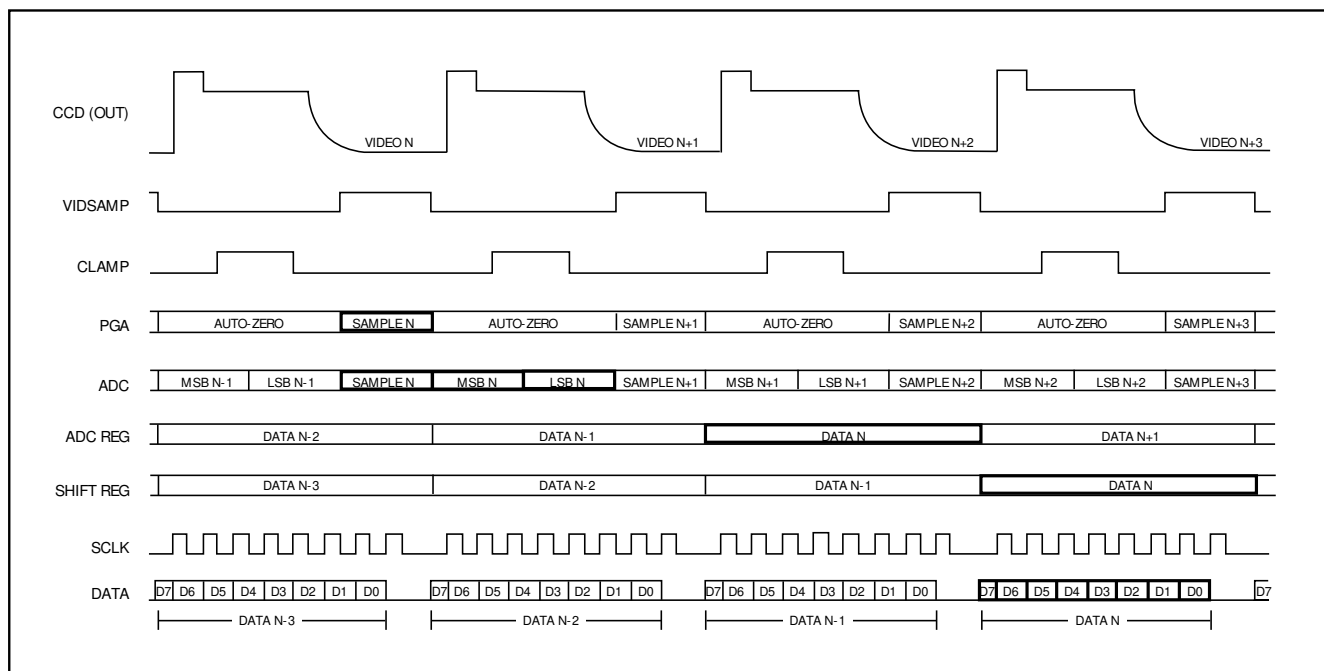 CCD (OUT) VIDEO N VIDEO N+1 VIDEO N+2 VIDEO N+3
VIDSAMP
CLAMP
PGA AUTO-ZERO SAMPLE N AUTO-ZERO SAMPLE N+1 AUTO-ZERO SAMPLE N+2 AUTO-ZERO SAMPLE N+3
ADC MSB N-1 LSB N-1 SAMPLE N MSB N LSB N SAMPLE N+1 MSB N+1 LSB N+1 SAMPLE N+2 MSB N+2 LSB N+2 SAMPLE N+3
ADC REG DATA N-2 DATA N-1 DATA N DATA N+1
SHIFT REG DATA N-3 DATA N-2 DATA N-1 DATA N
SCLK
DATA D7 D6 D5 D4 D3 D2 D1 D0 D7 D6 D5 D4 D3 D2 D1 D0 D7 D6 D5 D4 D3 D2 D1 D0 D7 D6 D5 D4 D3 D2 D1 D0 D7
DATA N-3 DATA N-2 DATA N-1 DATA N